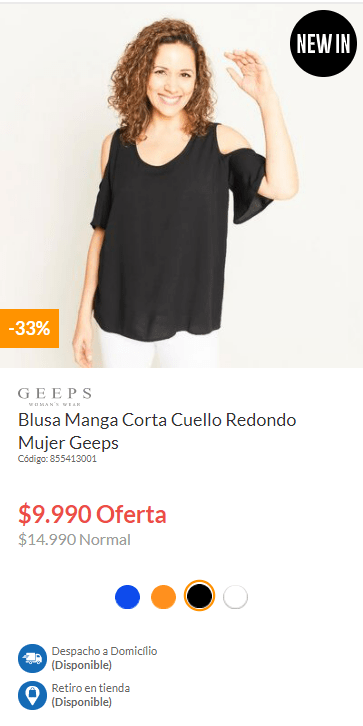 NEW IN
-33%
GEEPS
WOMAN'S WEAR
Blusa Manga Corta Cuello Redondo
Mujer Geeps
Código: 855413001
$9.990 Oferta
$14.990 Normal
Despacho a Domicilio
(Disponible)
Retiro en tienda
(Disponible)